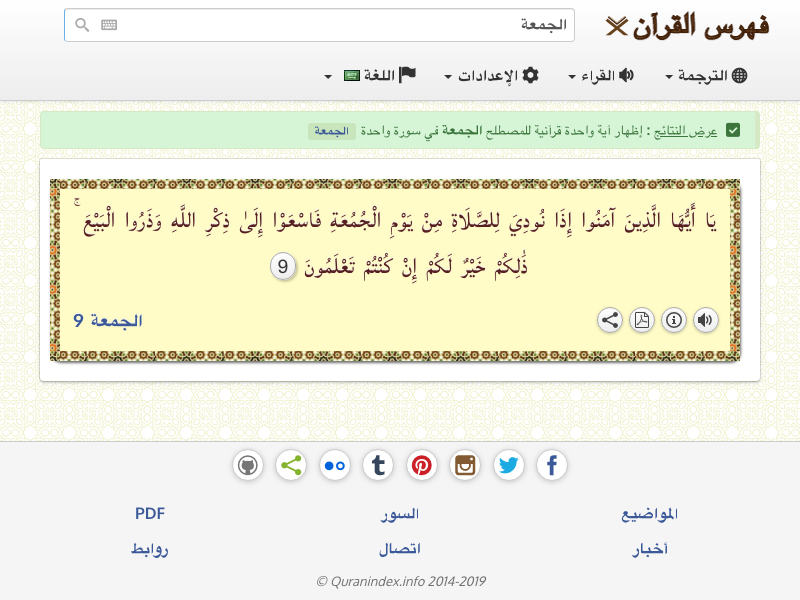 فهرس القرآن
الجمعة
الترجمة
القراء
الإعدادات
اللغة
عرض النتائج : إظهار آية واحدة قرآنية للمصطلح الجمعة في سورة واحدة الجمعة
يَا أَيُّهَا الَّذِينَ آمَنُوا إِذَا نُودِيَ لِلصَّلَاةِ مِنْ يَوْمِ الْجُمُعَةِ فَاسْعَوْا إِلَىٰ ذِكْرِ اللَّهِ وَذَرُوا الْبَيْعَ ۚ
ذَٰلِكُمْ خَيْرٌ لَكُمْ إِنْ كُنْتُمْ تَعْلَمُونَ 9
الجمعة 9
المواضيع
السور
PDF
أخبار
اتصال
روابط
© Quranindex.info 2014-2019